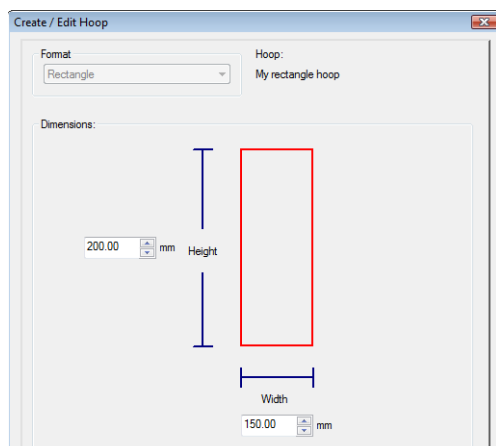 Create / Edit Hoop
Format
Hoop:
Rectangle
My rectangle hoop
Dimensions:
200.00 mm
Height
Width
150.00 mm